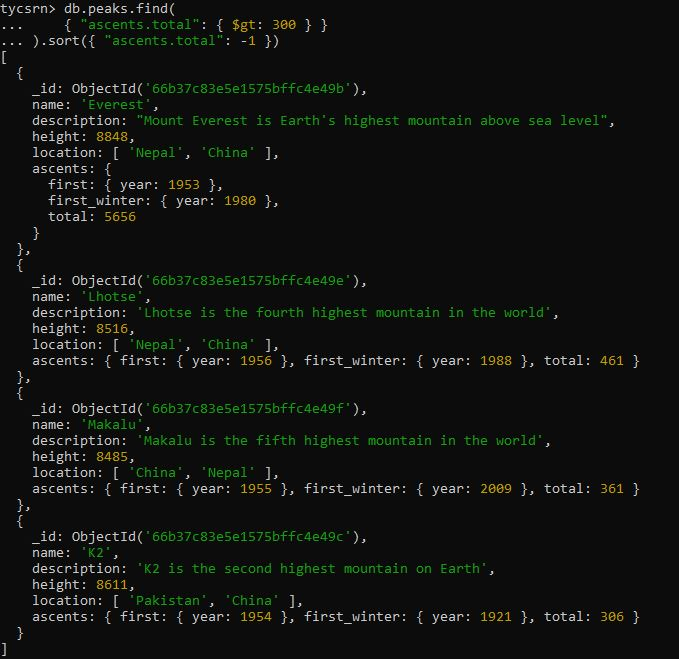 tycsrn> db.peaks.find(
...     { "ascents.total": { $gt: 300 } }
... ).sort({ "ascents.total": -1 })
[
  {
    _id: ObjectId('66b37c83e5e1575bffc4e49b'),
    name: 'Everest',
    description: "Mount Everest is Earth's highest mountain above sea level",
    height: 8848,
    location: [ 'Nepal', 'China' ],
    ascents: {
      first: { year: 1953 },
      first_winter: { year: 1980 },
      total: 5656
    }
  },
  {
    _id: ObjectId('66b37c83e5e1575bffc4e49e'),
    name: 'Lhotse',
    description: 'Lhotse is the fourth highest mountain in the world',
    height: 8516,
    location: [ 'Nepal', 'China' ],
    ascents: { first: { year: 1956 }, first_winter: { year: 1988 }, total: 461 }
  },
  {
    _id: ObjectId('66b37c83e5e1575bffc4e49f'),
    name: 'Makalu',
    description: 'Makalu is the fifth highest mountain in the world',
    height: 8485,
    location: [ 'China', 'Nepal' ],
    ascents: { first: { year: 1955 }, first_winter: { year: 2009 }, total: 361 }
  },
  {
    _id: ObjectId('66b37c83e5e1575bffc4e49c'),
    name: 'K2',
    description: 'K2 is the second highest mountain on Earth',
    height: 8611,
    location: [ 'Pakistan', 'China' ],
    ascents: { first: { year: 1954 }, first_winter: { year: 1921 }, total: 306 }
  }
]